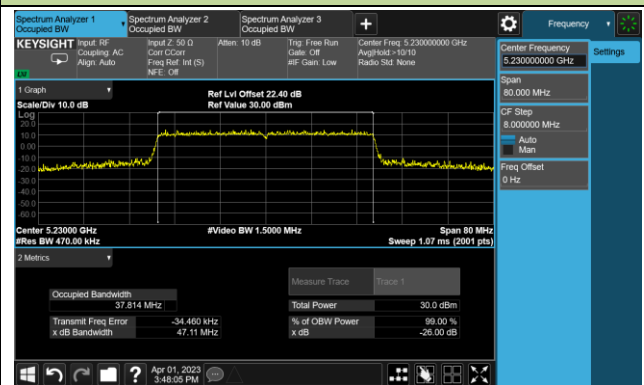 Spectrum Analyzer 1
Occupied BW
Spectrum Analyzer 2
Occupied BW
Spectrum Analyzer 3
Occupied BW
+
Frequency
KEYSIGHT
Input: RF
Coupling: AC
Align: Auto
Input Z: 50 Ω
Corr CCorr
Freq Ref: Int (S)
NFE: Off
Atten: 10 dB
Trig: Free Run
Gate: Off
#IF Gain: Low
Center Freq: 5.230000000 GHz
Avg|Hold:>10/10
Radio Std: None
Center Frequency
5.230000000 GHz
Settings
Span
80.000 MHz
CF Step
8.000000 MHz
Auto
Man
Freq Offset
0 Hz
1 Graph
Scale/Div 10.0 dB
Ref Lvl Offset 22.40 dB
Ref Value 30.00 dBm
Log
20.0
10.0
0.00
-10.0
-20.0
-30.0
-40.0
-50.0
-60.0
Center 5.23000 GHz
#Res BW 470.00 kHz
#Video BW 1.5000 MHz
Span 80 MHz
Sweep 1.07 ms (2001 pts)
2 Metrics
Measure Trace
Trace 1
Occupied Bandwidth
37.814 MHz
Total Power
30.0 dBm
Transmit Freq Error
-34.460 kHz
% of OBW Power
99.00 %
x dB Bandwidth
47.11 MHz
x dB
-26.00 dB
?
Apr 01, 2023
3:48:05 PM